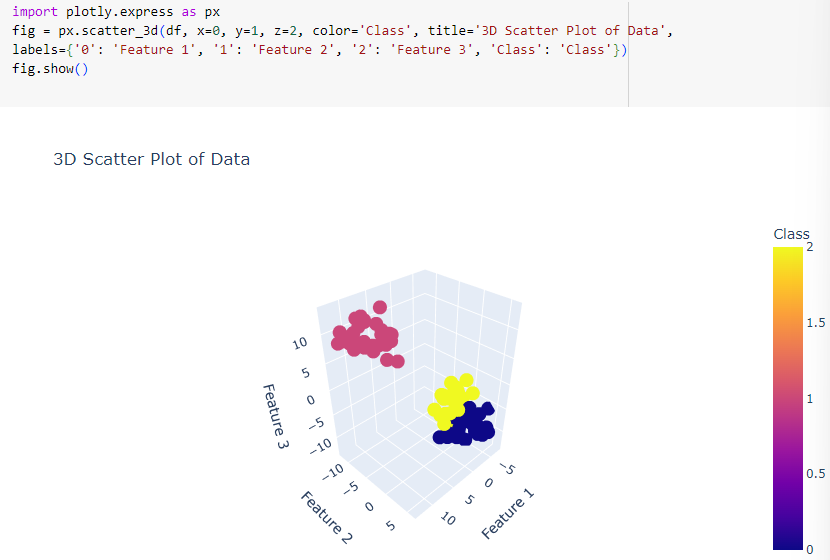 import plotly.express as px
fig = px.scatter_3d(df, x=0, y=1, z=2, color='Class', title='3D Scatter Plot of Data',
labels={'0': 'Feature 1', '1': 'Feature 2', '2': 'Feature 3', 'Class': 'Class'})
fig.show()
3D Scatter Plot of Data
Class
2
1.5
1
0.5
0
10
5
0
−5
−10
Feature 3
−10
−5
0
5
Feature 2
−5
0
5
10
Feature 1